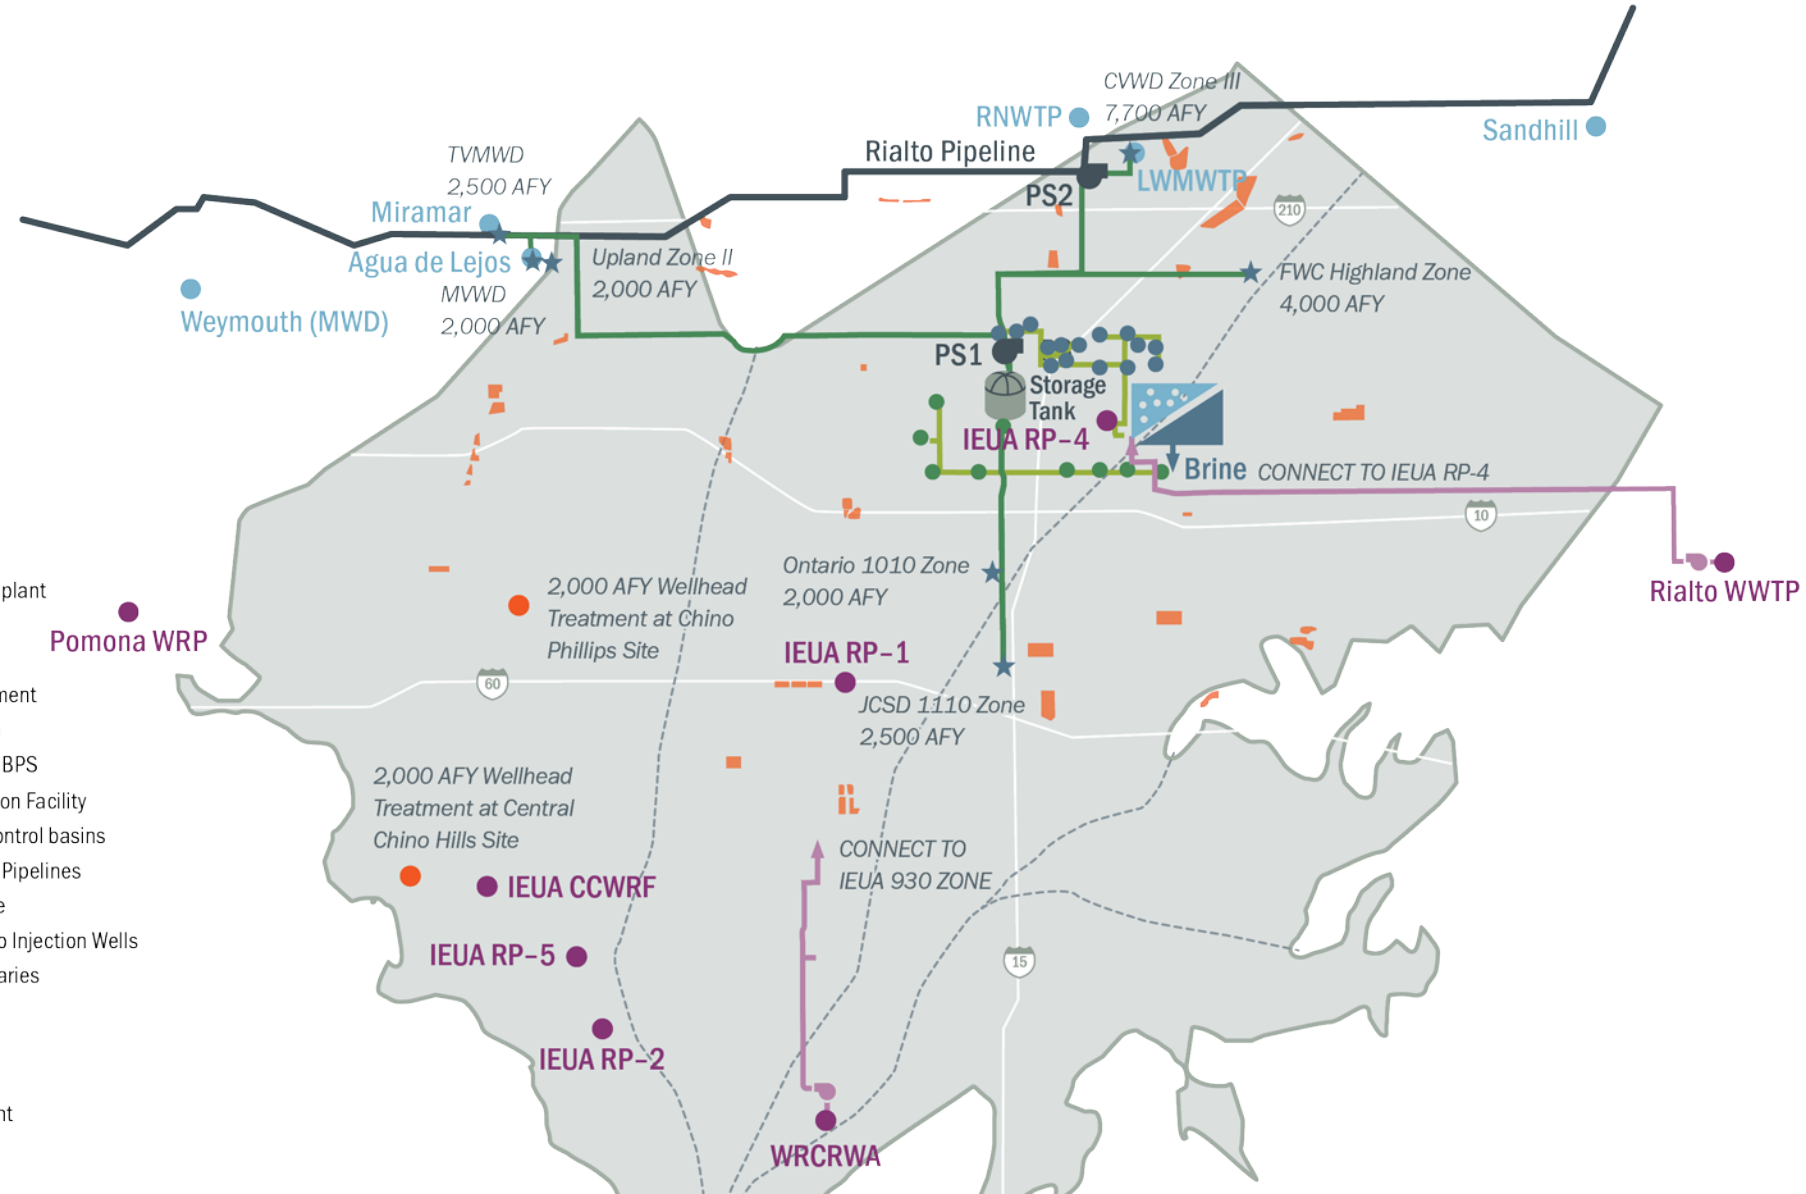 CVWD Zone III
7,700 AFY
RNWTP
Sandhill
Rialto Pipeline
TVMWD
2,500 AFY
LWMWTP
PS2
Miramar
210
Agua de Lejos
Upland Zone II
2,000 AFY
FWC Highland Zone
4,000 AFY
MVWD
2,000 AFY
Weymouth (MWD)
PS1
Storage
Tank
IEUA RP-4
Brine
CONNECT TO IEUA RP-4
10
Ontario 1010 Zone
2,000 AFY
2,000 AFY Wellhead
Treatment at Chino
Phillips Site
plant
Rialto WWTP
Pomona WRP
IEUA RP-1
60
JCSD 1110 Zone
2,500 AFY
ment
BPS
on Facility
ontrol basins
Pipelines
e
o Injection Wells
aries
nt
2,000 AFY Wellhead
Treatment at Central
Chino Hills Site
CONNECT TO
IEUA 930 ZONE
IEUA CCWRF
IEUA RP-5
15
IEUA RP-2
WRCRWA